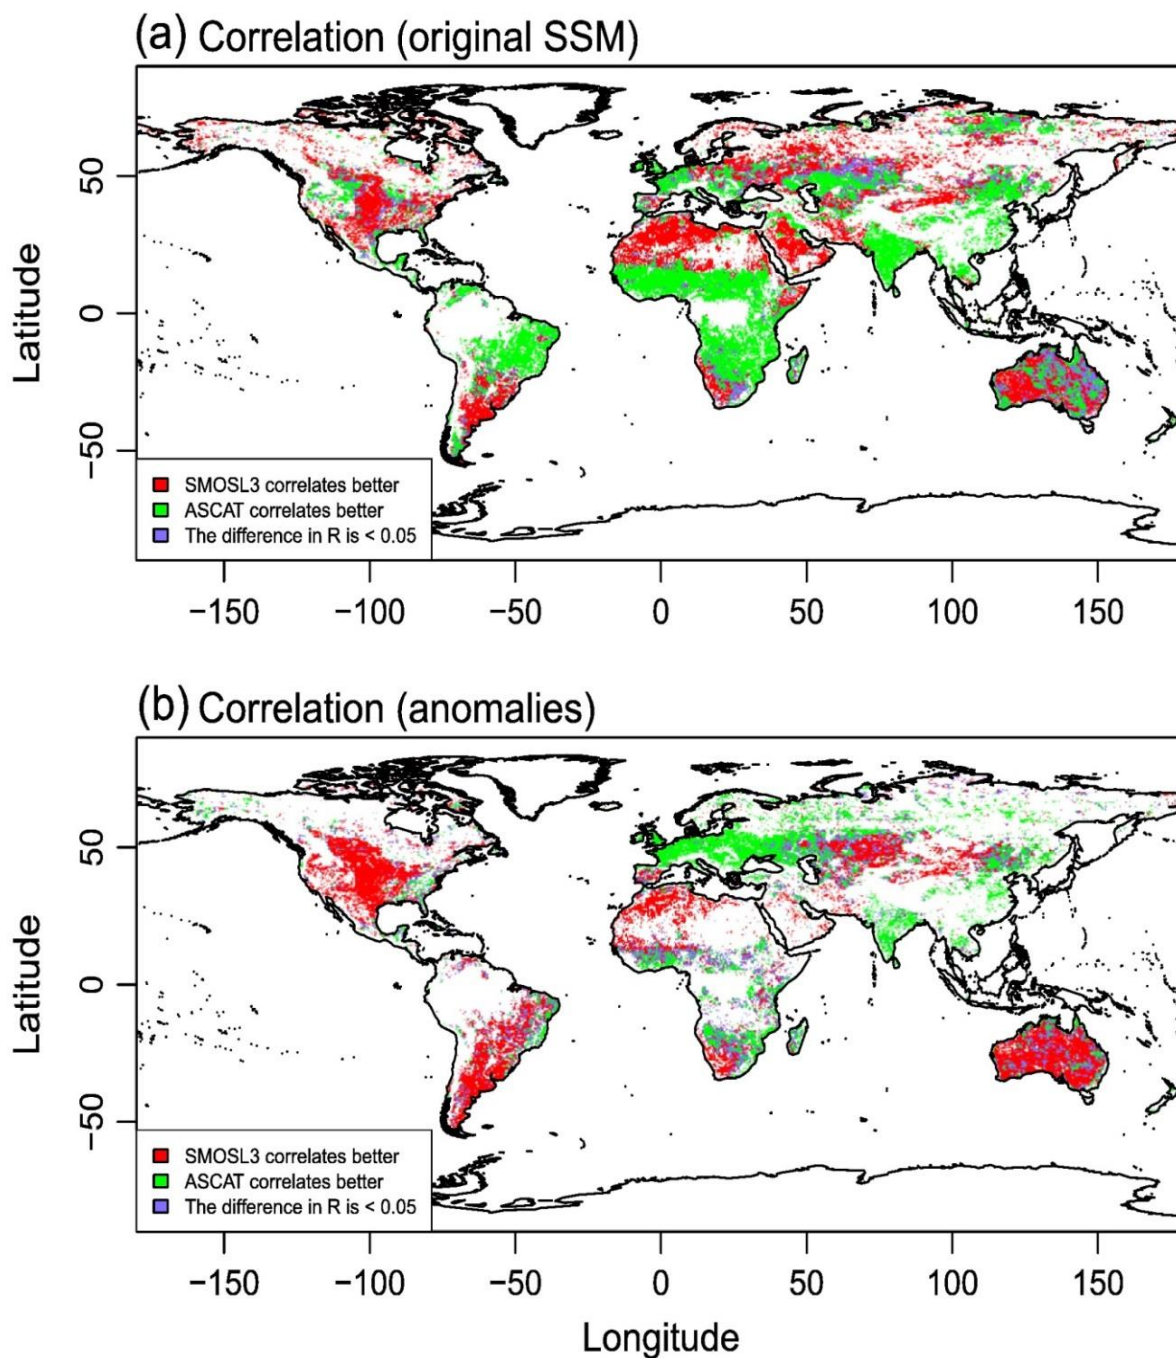 (a) Correlation (original SSM)
Latitude
50
0
−50
SMOSL3 correlates better
ASCAT correlates better
The difference in R is < 0.05
−150 −100 −50 0 50 100 150
(b) Correlation (anomalies)
Latitude
50
0
−50
SMOSL3 correlates better
ASCAT correlates better
The difference in R is < 0.05
−150 −100 −50 0 50 100 150
Longitude